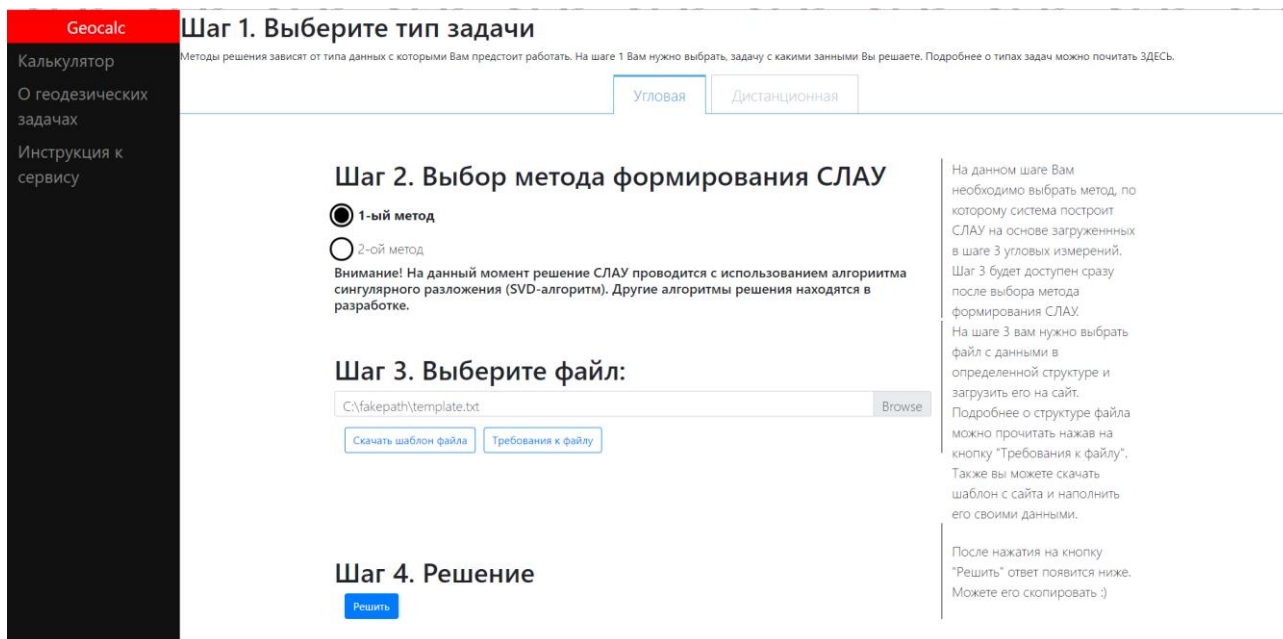 Geocalc
Калькулятор
О геодезических
задачах
Инструкция к
сервису
Шаг 1. Выберите тип задачи
Методы решения зависят от типа данных с которыми Вам предстоит работать. На шаге 1 Вам нужно выбрать, задачу с какими занными Вы решаете. Подробнее о типах задач можно почитать ЗДЕСЬ.
Угловая
Дистанционная
Шаг 2. Выбор метода формирования СЛАУ
1-ый метод
2-ой метод
Внимание! На данный момент решение СЛАУ проводится с использованием алгориитма
сингулярного разложения (SVD-алгоритм). Другие алгоритмы решения находятся в
разработке.
На данном шаге Вам
необходимо выбрать метод, по
которому система построит
СЛАУ на основе загруженнных
в шаге 3 угловых измерений.
Шаг 3 будет доступен сразу
после выбора метода
формирования СЛАУ.
Шаг 3. Выберите файл:
C:\fakepath\template.txt
Browse
Скачать шаблон файла
Требования к файлу
На шаге 3 вам нужно выбрать
файл с данными в
определенной структуре и
загрузить его на сайт.
Подробнее о структуре файла
можно прочитать нажав на
кнопку "Требования к файлу".
Также вы можете скачать
шаблон с сайта и наполнить
его своими данными.
Шаг 4. Решение
Решить
После нажатия на кнопку
"Решить" ответ появится ниже.
Можете его скопировать :)